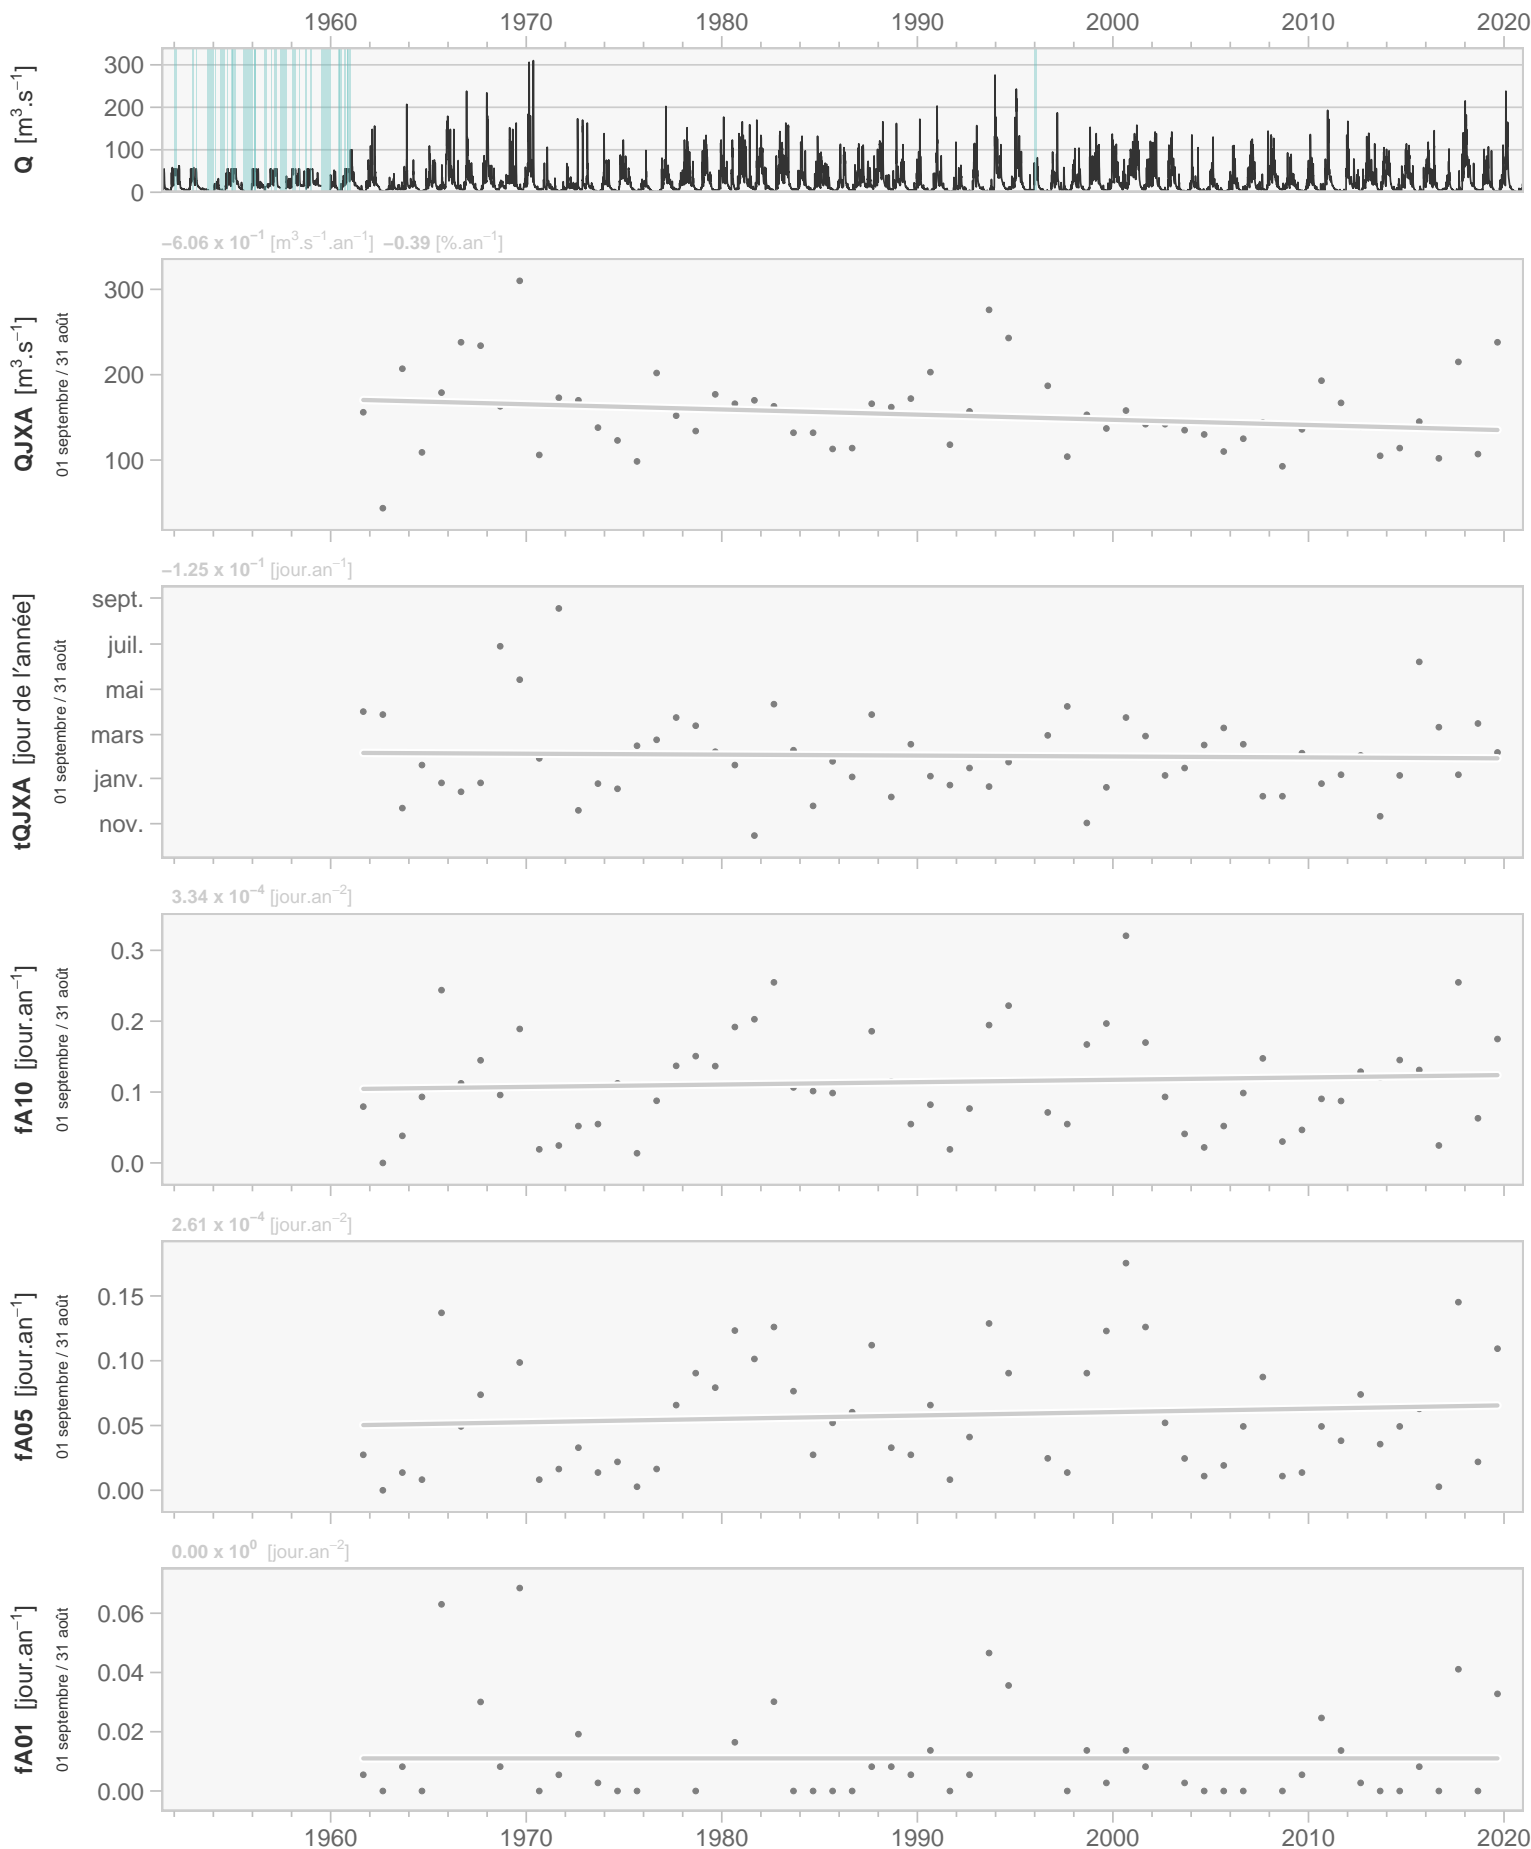 1960 1970 1980 1990 2000 2010 2020
Q [m³.s⁻¹]
300
200
100
0
−6.06 x 10⁻¹ [m³.s⁻¹.an⁻¹] −0.39 [%.an⁻¹]
QJXA [m³.s⁻¹]
01 septembre / 31 août
300
200
100
−1.25 x 10⁻¹ [jour.an⁻¹]
tQJXA [jour de l'année]
01 septembre / 31 août
sept.
juil.
mai
mars
janv.
nov.
3.34 x 10⁻⁴ [jour.an⁻²]
fA10 [jour.an⁻¹]
01 septembre / 31 août
0.3
0.2
0.1
0.0
2.61 x 10⁻⁴ [jour.an⁻²]
fA05 [jour.an⁻¹]
01 septembre / 31 août
0.15
0.10
0.05
0.00
0.00 x 10⁰ [jour.an⁻²]
fA01 [jour.an⁻¹]
01 septembre / 31 août
0.06
0.04
0.02
0.00
1960 1970 1980 1990 2000 2010 2020